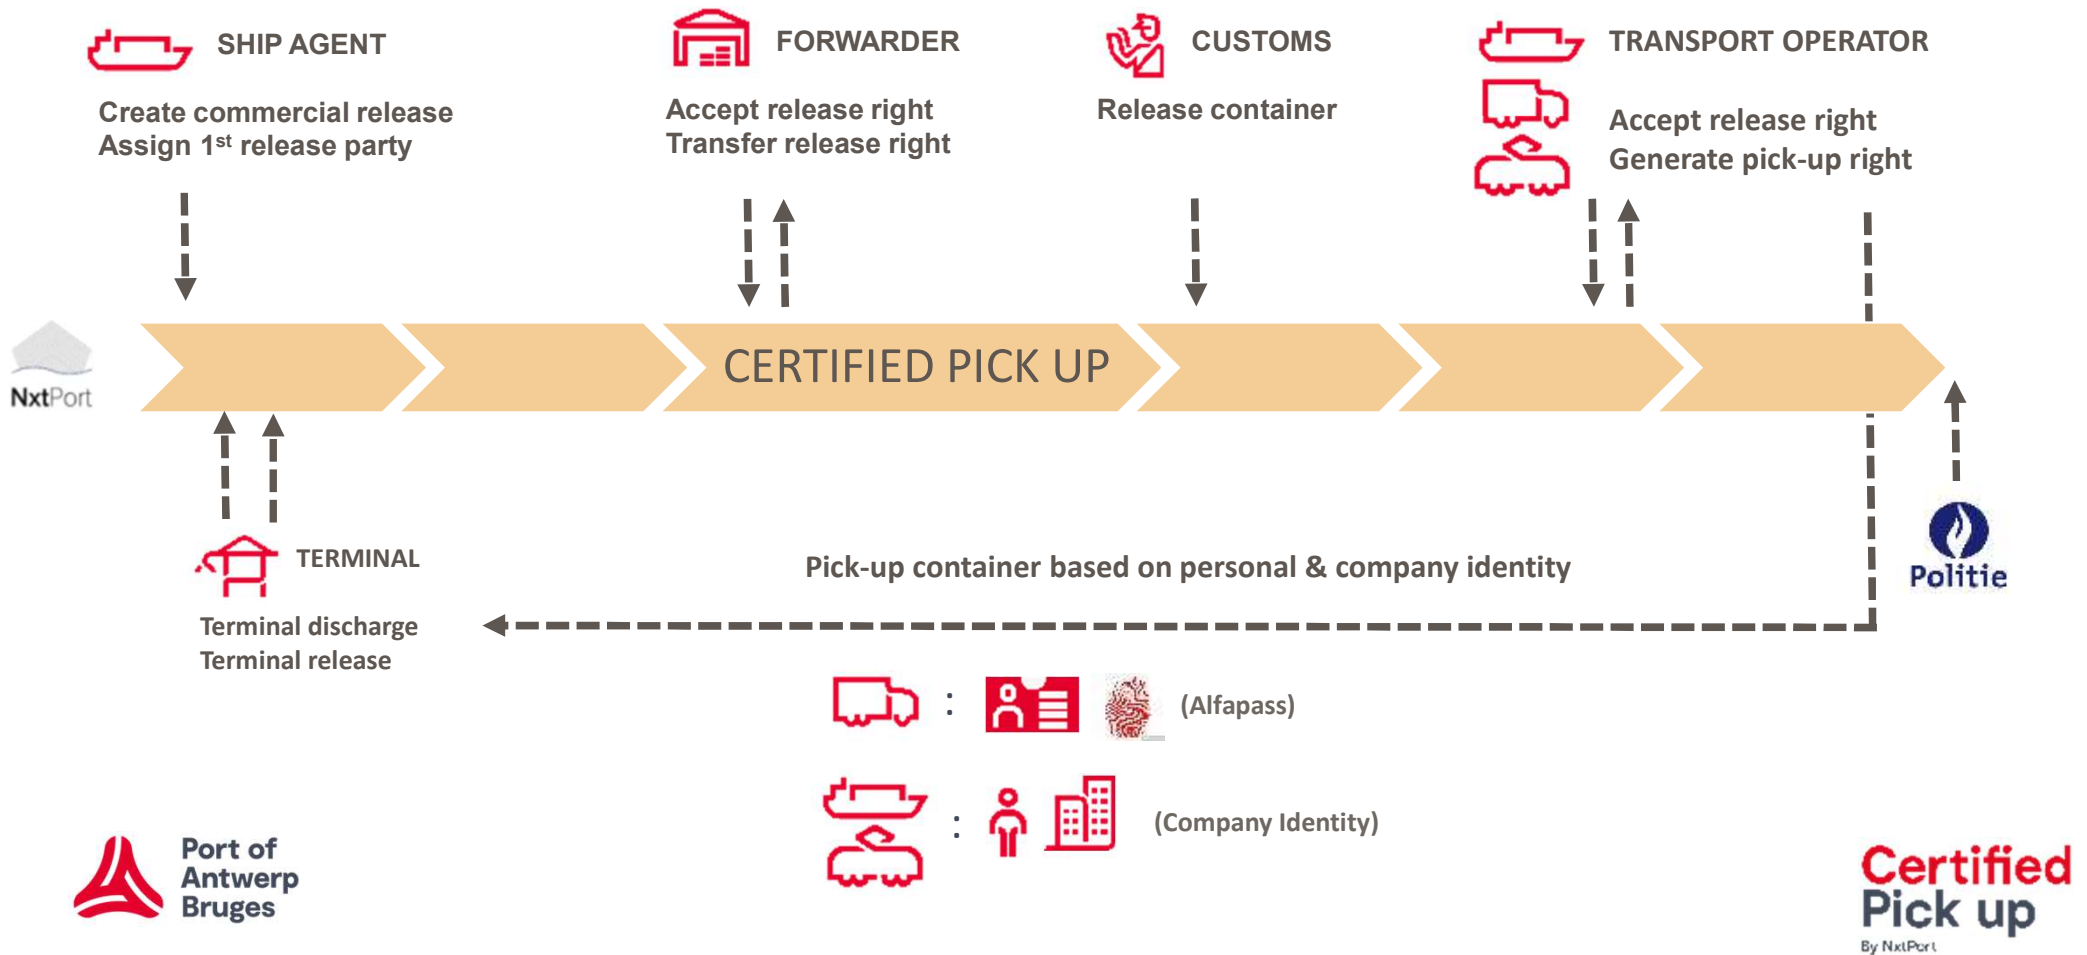 SHIP AGENT
Create commercial release
Assign 1st release party
FORWARDER
Accept release right
Transfer release right
CUSTOMS
Release container
TRANSPORT OPERATOR
Accept release right
Generate pick-up right
NxtPort
CERTIFIED PICK UP
TERMINAL
Terminal discharge
Terminal release
Pick-up container based on personal & company identity
Politie
: (Alfapass)
: (Company Identity)
Port of
Antwerp
Bruges
Certified
Pick up
By NxtPort